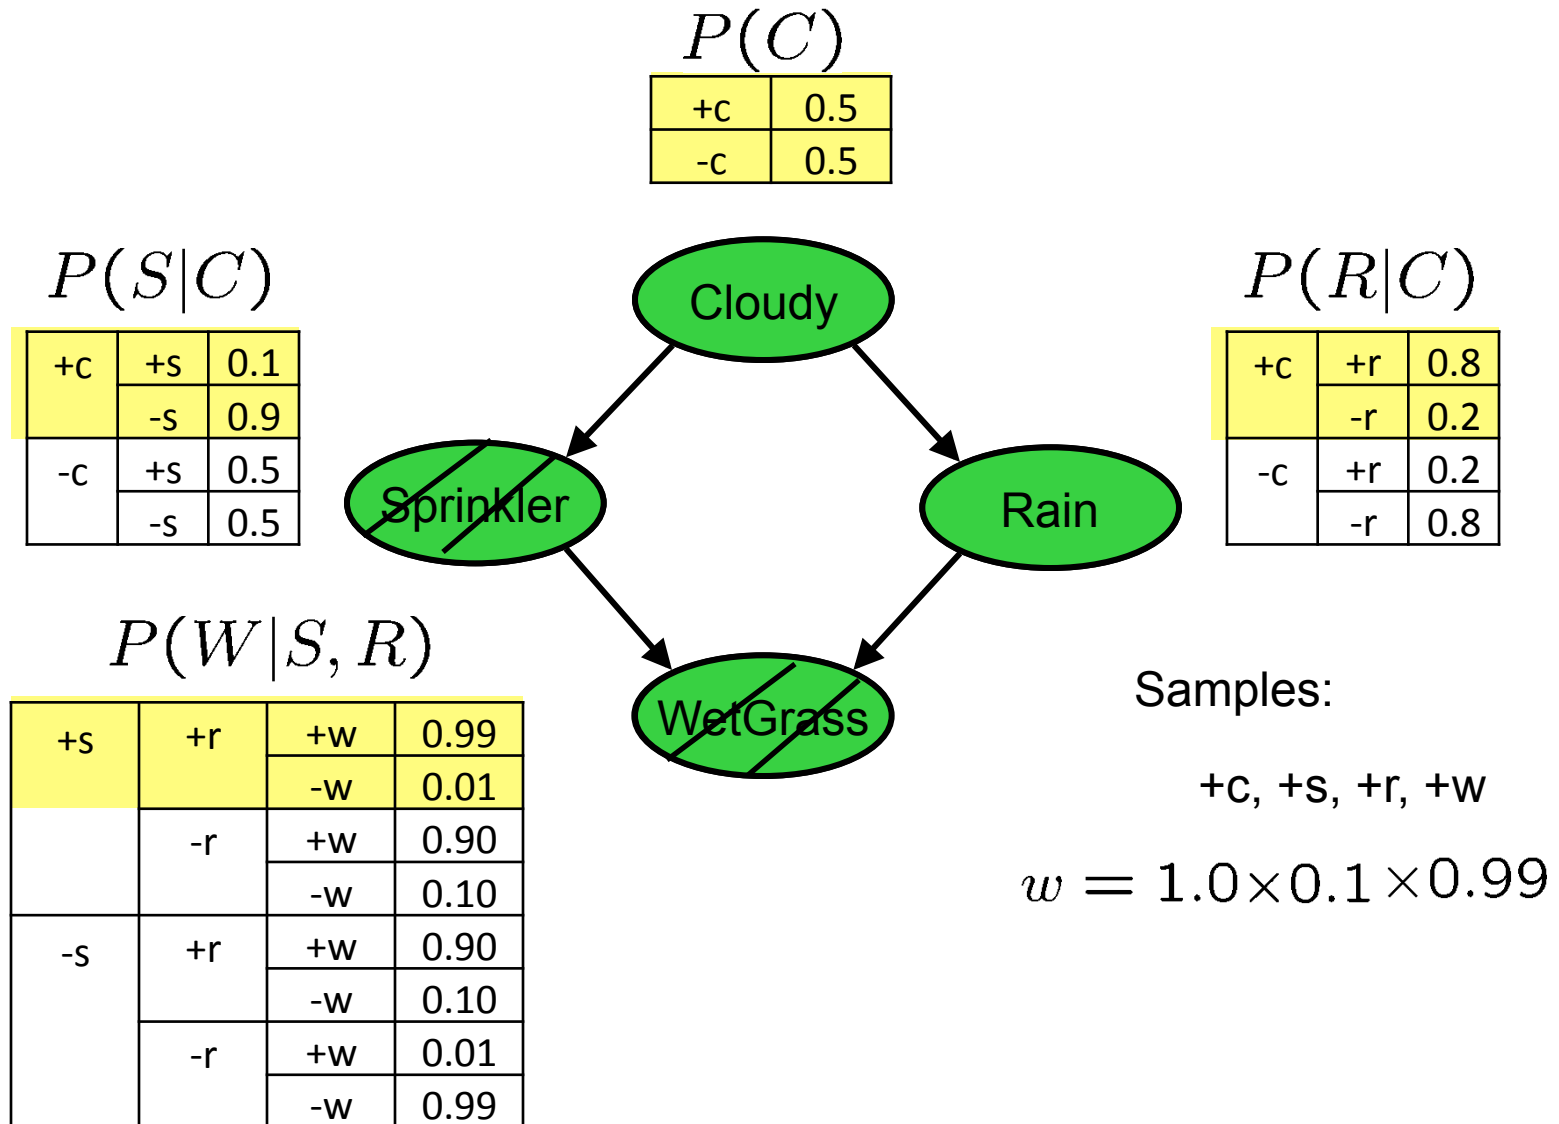 P(C)
+c 0.5
-c 0.5
P(S|C)
+c +s 0.1
-s 0.9
-c +s 0.5
-s 0.5
Cloudy
P(R|C)
+c +r 0.8
-r 0.2
-c +r 0.2
-r 0.8
Sprinkler
Rain
P(W|S, R)
+s +r +w 0.99
-w 0.01
-r +w 0.90
-w 0.10
-s +r +w 0.90
-w 0.10
-r +w 0.01
-w 0.99
WetGrass
Samples:
+c, +s, +r, +w
w = 1.0×0.1×0.99